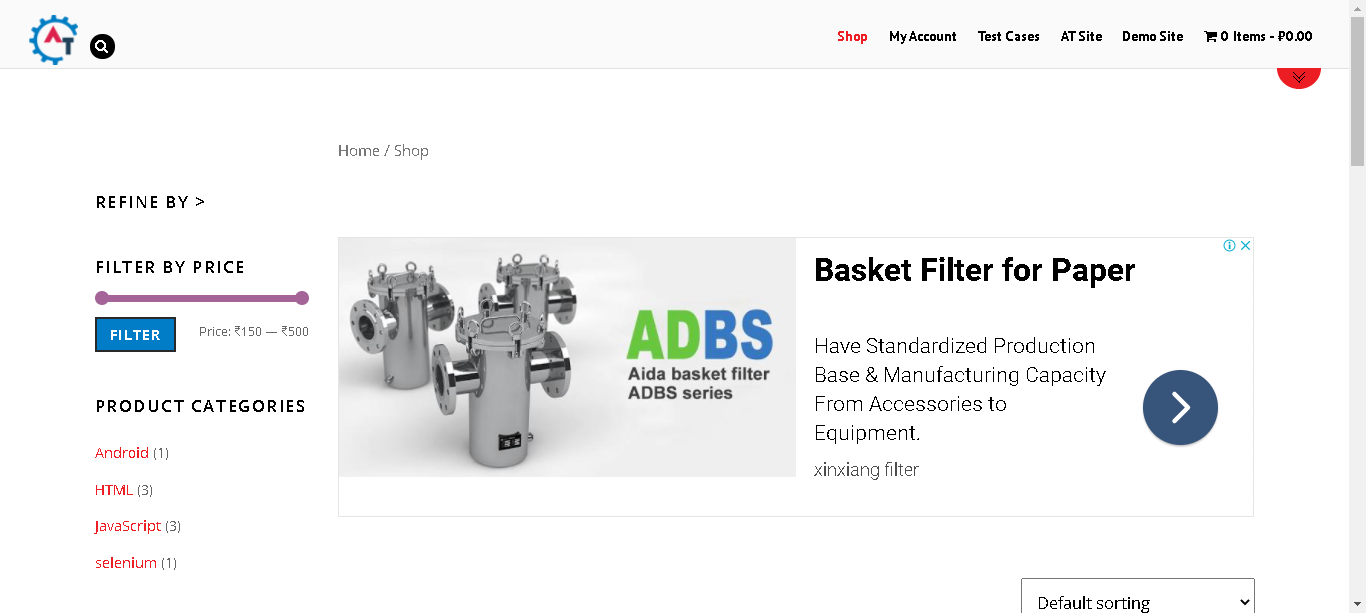 AT
Shop
My Account
Test Cases
AT Site
Demo Site
0 Items - ₽0.00
Home / Shop
REFINE BY >
FILTER BY PRICE
FILTER
Price: ₹150 — ₹500
PRODUCT CATEGORIES
Android (1)
HTML (3)
JavaScript (3)
selenium (1)
ADBS
Aida basket filter
ADBS series
Basket Filter for Paper
Have Standardized Production
Base & Manufacturing Capacity
From Accessories to
Equipment.
xinxiang filter
Default sorting